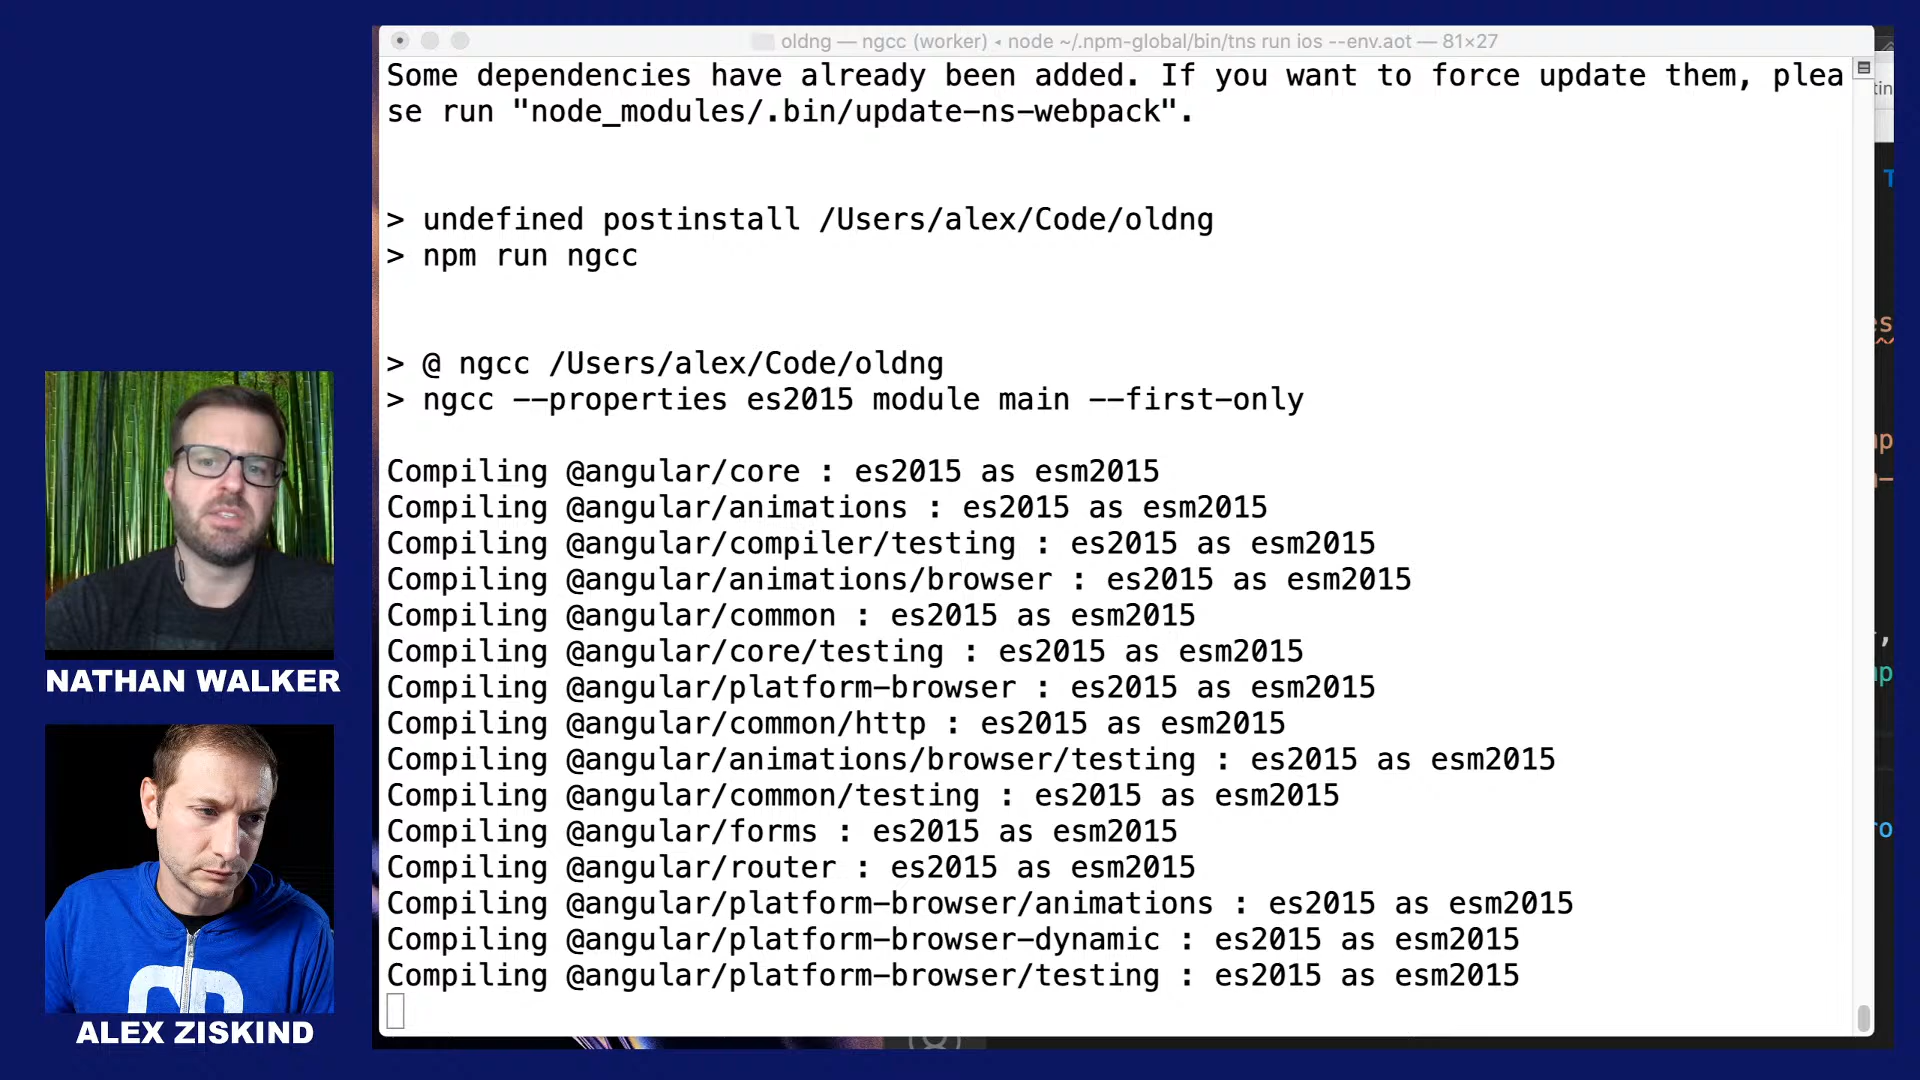 oldng — ngcc (worker) ◂ node ~/.npm-global/bin/tns run ios --env.aot — 81×27
Some dependencies have already been added. If you want to force update them, plea
se run "node_modules/.bin/update-ns-webpack".
> undefined postinstall /Users/alex/Code/oldng
> npm run ngcc
> @ ngcc /Users/alex/Code/oldng
> ngcc --properties es2015 module main --first-only
Compiling @angular/core : es2015 as esm2015
Compiling @angular/animations : es2015 as esm2015
Compiling @angular/compiler/testing : es2015 as esm2015
Compiling @angular/animations/browser : es2015 as esm2015
Compiling @angular/common : es2015 as esm2015
Compiling @angular/core/testing : es2015 as esm2015
Compiling @angular/platform-browser : es2015 as esm2015
Compiling @angular/common/http : es2015 as esm2015
Compiling @angular/animations/browser/testing : es2015 as esm2015
Compiling @angular/common/testing : es2015 as esm2015
Compiling @angular/forms : es2015 as esm2015
Compiling @angular/router : es2015 as esm2015
Compiling @angular/platform-browser/animations : es2015 as esm2015
Compiling @angular/platform-browser-dynamic : es2015 as esm2015
Compiling @angular/platform-browser/testing : es2015 as esm2015
NATHAN WALKER
ALEX ZISKIND